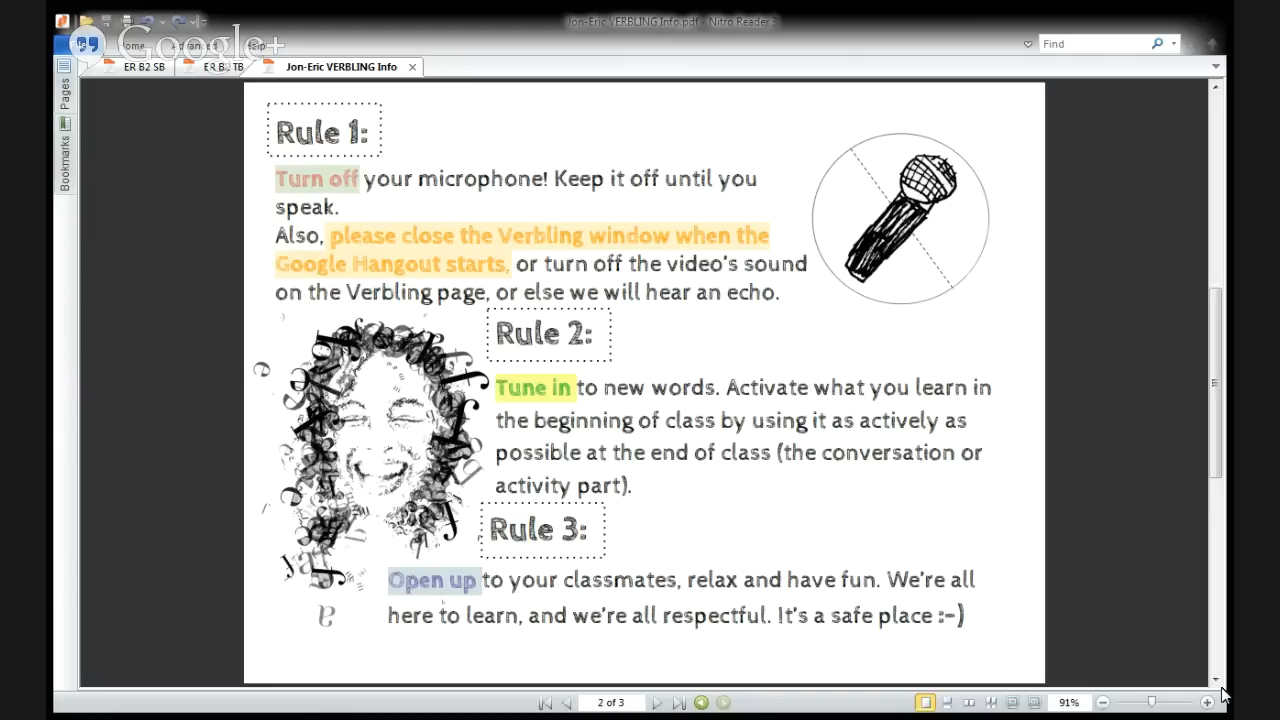 Jon-Eric VERBLING Info.pdf - Nitro Reader 3
Google+
Home Advanced Help
Find
ER B2 SB
ER B1 TB
Jon-Eric VERBLING Info
Pages
Bookmarks
Rule 1:
Turn off your microphone! Keep it off until you
speak.
Also, please close the Verbling window when the
Google Hangout starts, or turn off the video's sound
on the Verbling page, or else we will hear an echo.
Rule 2:
Tune in to new words. Activate what you learn in
the beginning of class by using it as actively as
possible at the end of class (the conversation or
activity part).
Rule 3:
Open up to your classmates, relax and have fun. We're all
here to learn, and we're all respectful. It's a safe place :-)
2 of 3
91%